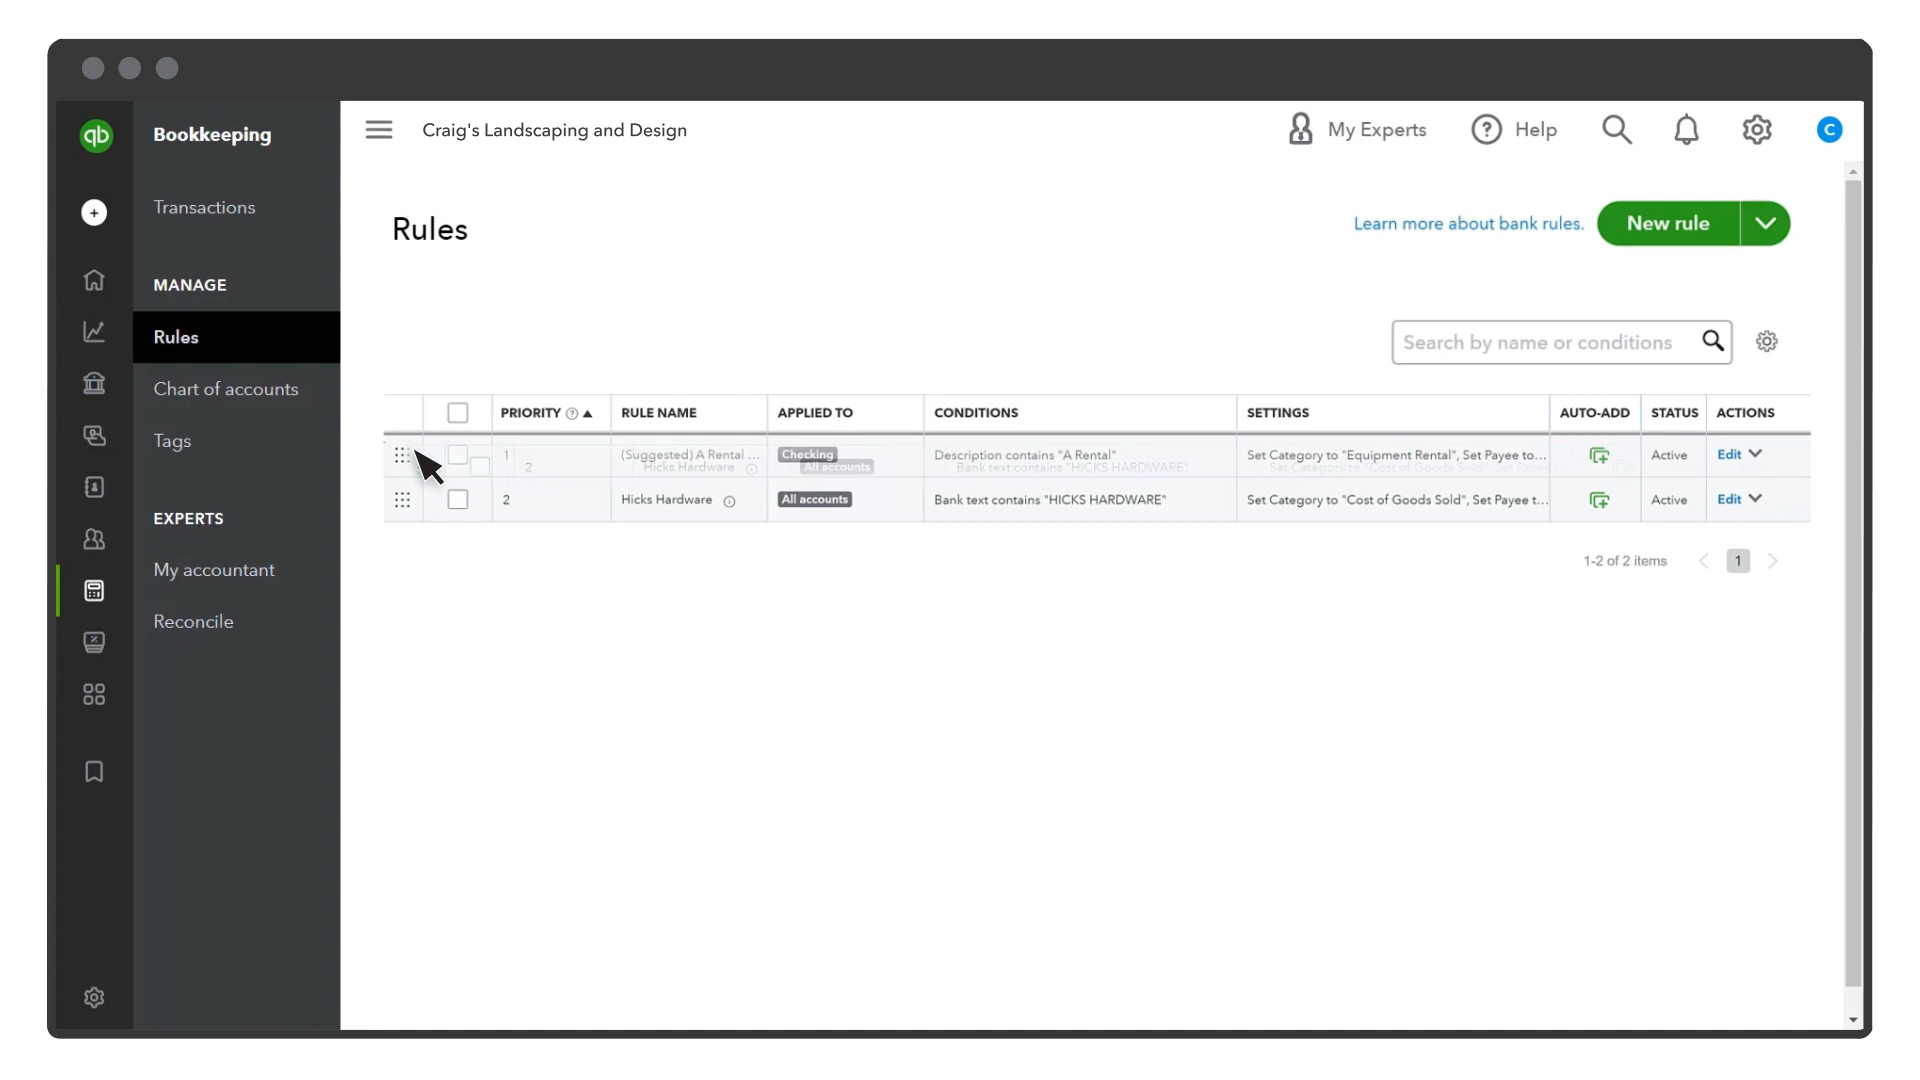 qb
Bookkeeping
Craig's Landscaping and Design
My Experts
Help
C
Transactions
MANAGE
Rules
Chart of accounts
Tags
EXPERTS
My accountant
Reconcile
Rules
Learn more about bank rules.
New rule
Search by name or conditions
PRIORITY RULE NAME APPLIED TO CONDITIONS SETTINGS AUTO-ADD STATUS ACTIONS
1 (Suggested) A Rental ... Checking Description contains "A Rental" Set Category to "Equipment Rental", Set Payee to... Active Edit
2 Hicks Hardware All accounts Bank text contains "HICKS HARDWARE" Set Category to "Cost of Goods Sold", Set Payee
2 Hicks Hardware All accounts Bank text contains "HICKS HARDWARE" Set Category to "Cost of Goods Sold", Set Payee t... Active Edit
1-2 of 2 items
1